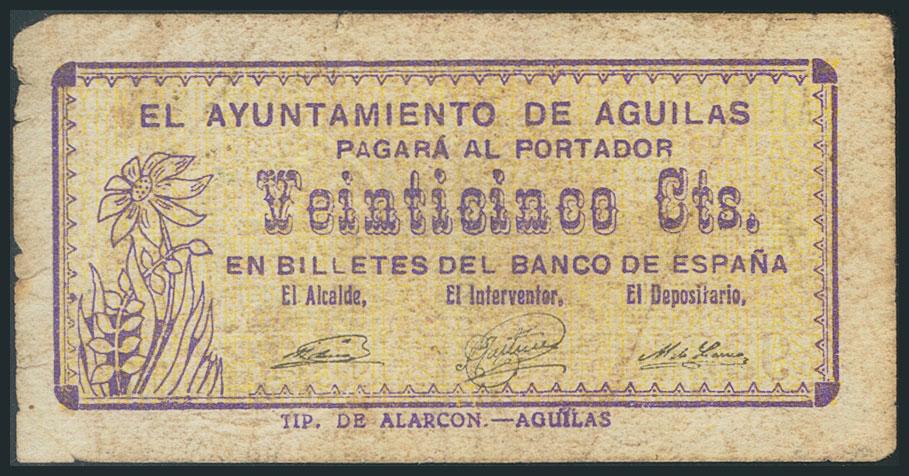 EL AYUNTAMIENTO DE AGUILAS
PAGARÁ AL PORTADOR
Veinticinco Cts.
EN BILLETES DEL BANCO DE ESPAÑA
El Alcalde, El Interventor, El Depositario,
TIP. DE ALARCON.—AGUILAS